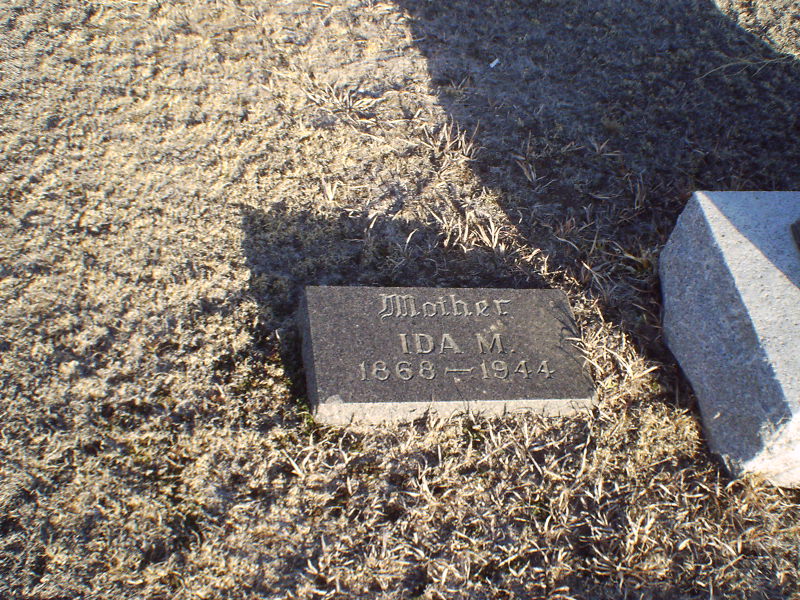 Mother
IDA M.
1868 — 1944